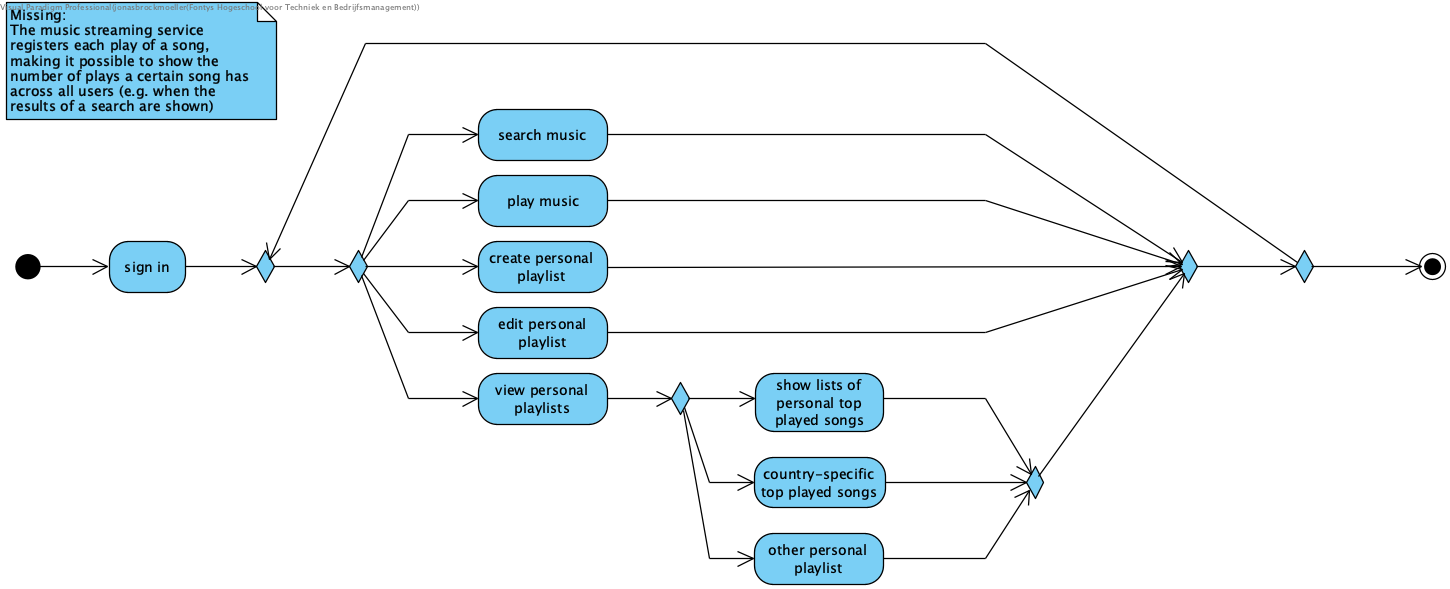 Visual Paradigm Professional(jonasbrockmoeller(Fontys Hogeschool voor Techniek en Bedrijfsmanagement))
Missing:
The music streaming service
registers each play of a song,
making it possible to show the
number of plays a certain song has
across all users (e.g. when the
results of a search are shown)
search music
play music
sign in
create personal
playlist
edit personal
playlist
view personal
playlists
show lists of
personal top
played songs
country-specific
top played songs
other personal
playlist